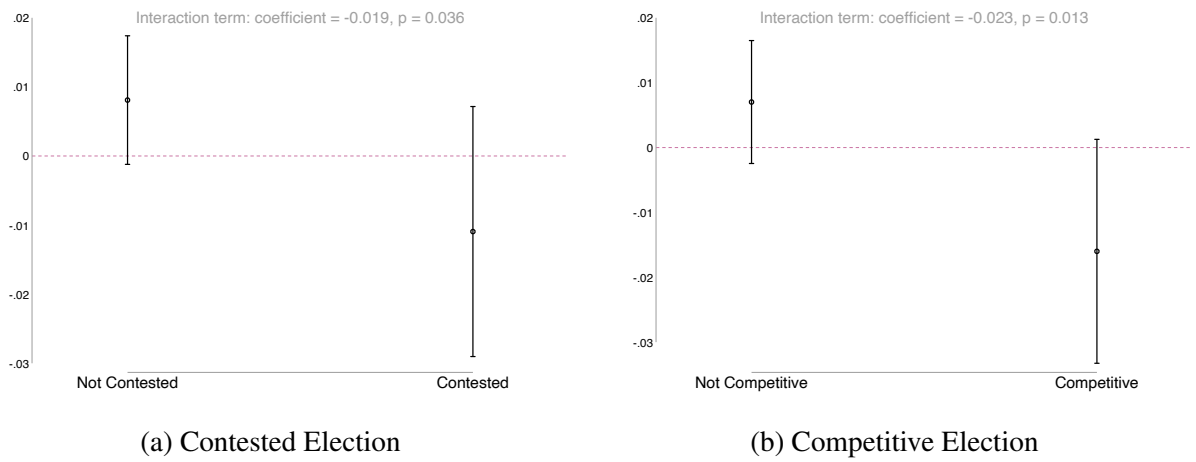 Interaction term: coefficient = -0.019, p = 0.036
.02
.01
0
-.01
-.02
-.03
Not Contested Contested
(a) Contested Election
Interaction term: coefficient = -0.023, p = 0.013
.02
.01
0
-.01
-.02
-.03
Not Competitive Competitive
(b) Competitive Election